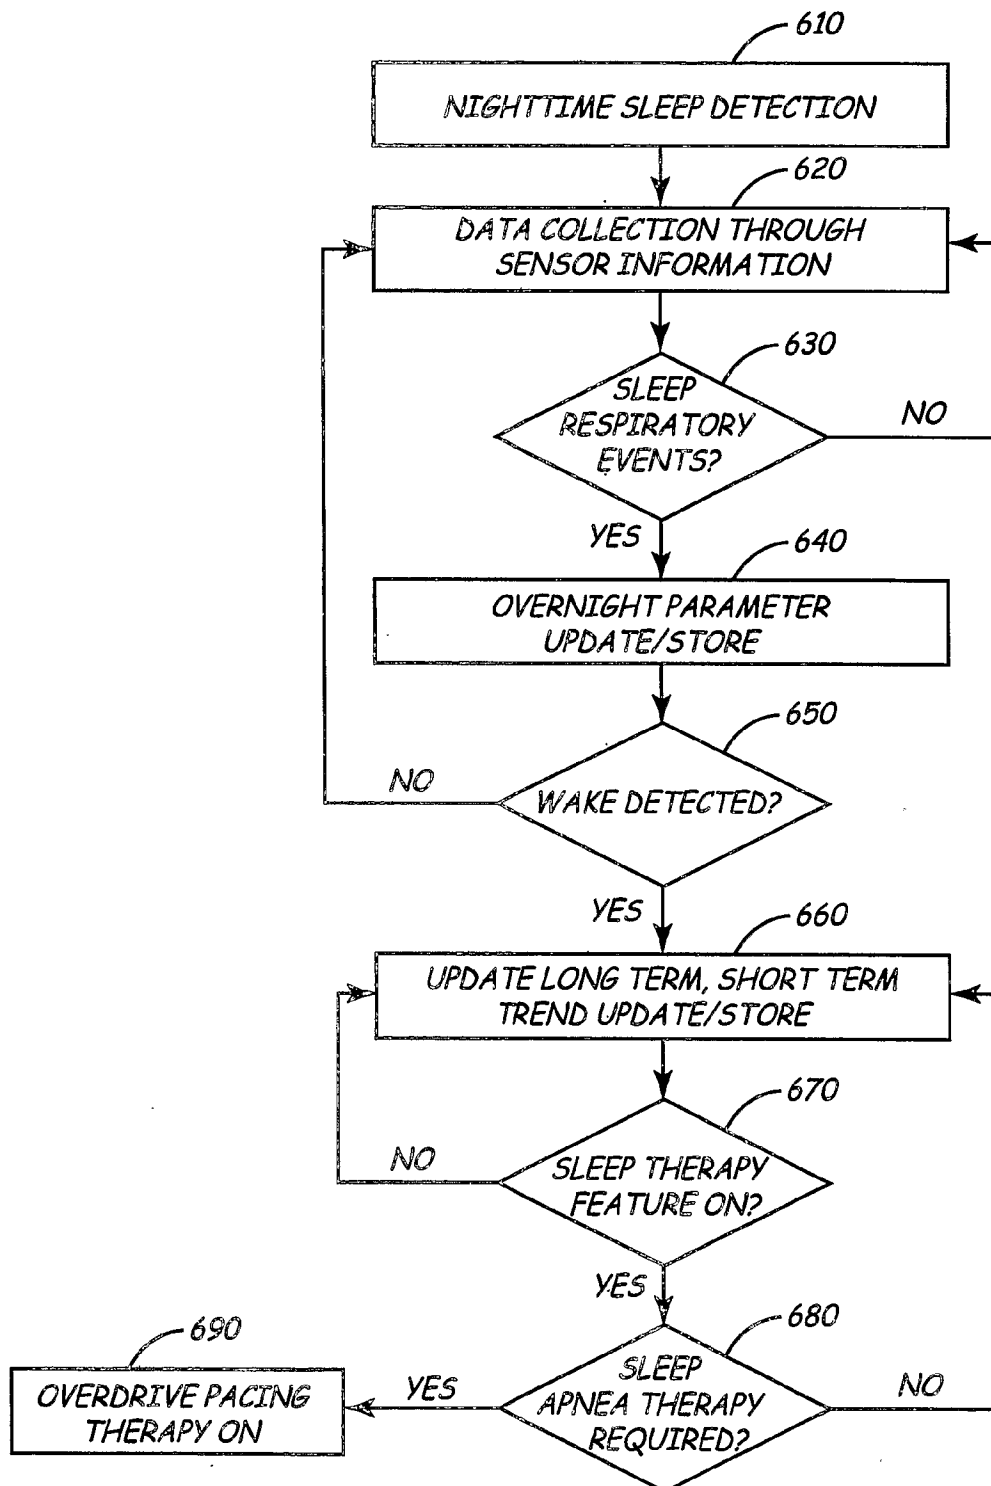 610
NIGHTTIME SLEEP DETECTION
620
DATA COLLECTION THROUGH
SENSOR INFORMATION
630
SLEEP
RESPIRATORY
EVENTS?
NO
YES
640
OVERNIGHT PARAMETER
UPDATE/STORE
650
NO
WAKE DETECTED?
YES
660
UPDATE LONG TERM, SHORT TERM
TREND UPDATE/STORE
670
NO
SLEEP THERAPY
FEATURE ON?
YES
680
690
SLEEP
APNEA THERAPY
REQUIRED?
YES
NO
OVERDRIVE PACING
THERAPY ON